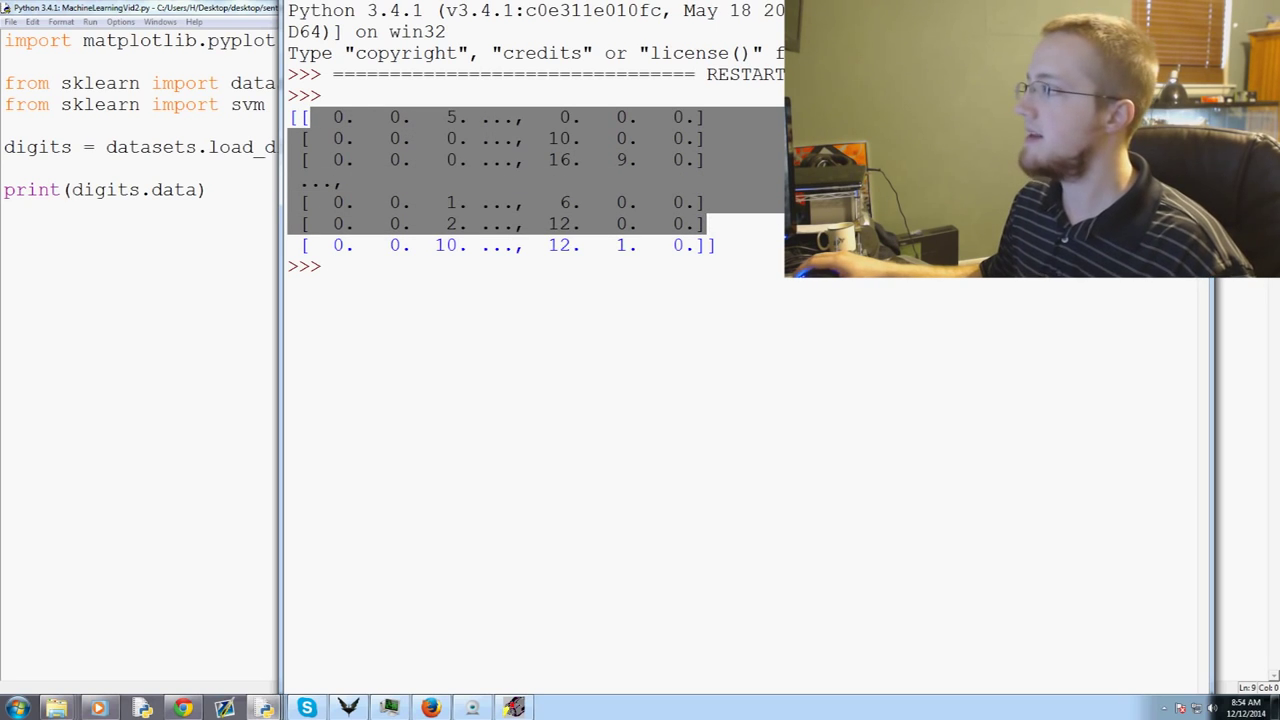 Python 3.4.1: MachineLearningVid2.py - C:/Users/H/Desktop/desktop/sent
File Edit Format Run Options Windows Help
import matplotlib.pyplot
from sklearn import data
from sklearn import svm
digits = datasets.load_d
print(digits.data)
Python 3.4.1 (v3.4.1:c0e311e010fc, May 18 20
D64)] on win32
Type "copyright", "credits" or "license()" f
>>> ================================ RESTART
>>>
[[ 0. 0. 5. ..., 0. 0. 0.]
[ 0. 0. 0. ..., 10. 0. 0.]
[ 0. 0. 0. ..., 16. 9. 0.]
...,
[ 0. 0. 1. ..., 6. 0. 0.]
[ 0. 0. 2. ..., 12. 0. 0.]
[ 0. 0. 10. ..., 12. 1. 0.]]
>>>
Ln: 9 Col: 0
8:54 AM
12/12/2014